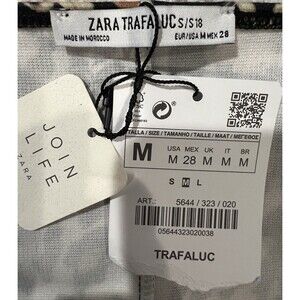 ZARA TRAFALUC S/S18
MADE IN MOROCCO
EUR/USA M MEX 28
JOIN
LIFE
ZARA
TALLA / SIZE / TAMANHO / TAILLE / MAAT / ΜΕΓΕΘΟΣ
M
USA MEX UK IT BR
M 28 M M M
S M L
ART.: 5644 / 323 / 020
05644323020038
TRAFALUC